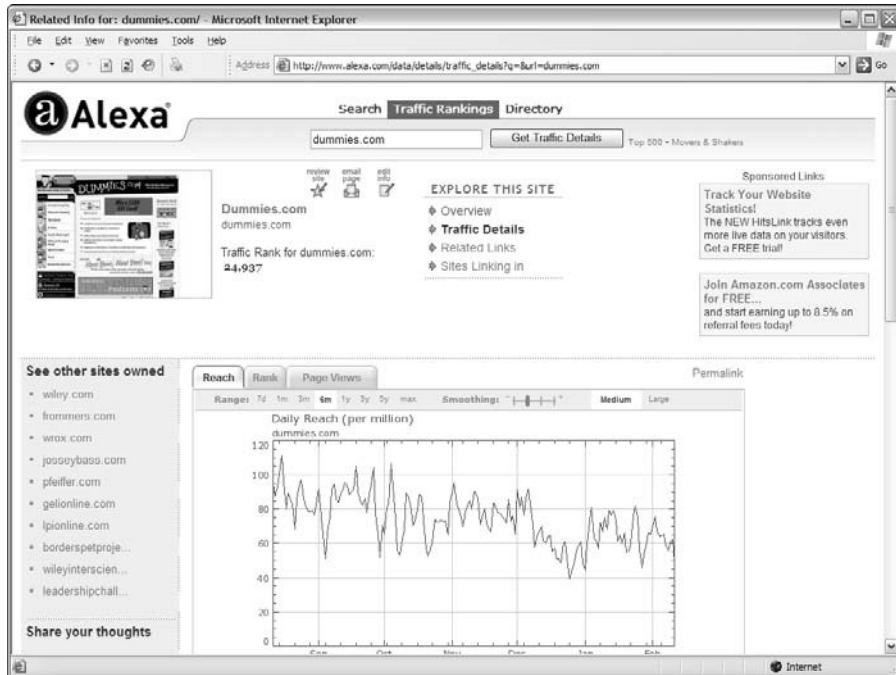 Related Info for: dummies.com/ - Microsoft Internet Explorer
File Edit View Favorites Tools Help
Address http://www.alexa.com/data/details/traffic_details?q=&url=dummies.com Go
a Alexa
Search Traffic Rankings Directory
dummies.com Get Traffic Details Top 500 - Movers & Shakers
DUMMIES.COM
review site
email page
edit info
Dummies.com
dummies.com
Traffic Rank for dummies.com:
24,937
EXPLORE THIS SITE
Overview
Traffic Details
Related Links
Sites Linking in
Sponsored Links
Track Your Website
Statistics!
The NEW HitsLink tracks even
more live data on your visitors.
Get a FREE trial!
Join Amazon.com Associates
for FREE...
and start earning up to 8.5% on
referral fees today!
See other sites owned
wiley.com
frommers.com
wrox.com
josseybass.com
pfeiffer.com
gelionline.com
lpionline.com
borderspetproje...
wileyinterscien...
leadershipchall...
Share your thoughts
Reach Rank Page Views
Permalink
Range: 7d 1m 3m 6m 1y 3y 5y max Smoothing: - + Medium Large
Daily Reach (per million)
dummies.com
120
100
80
60
40
20
0
Sep Oct Nov Dec Jan Feb
Internet